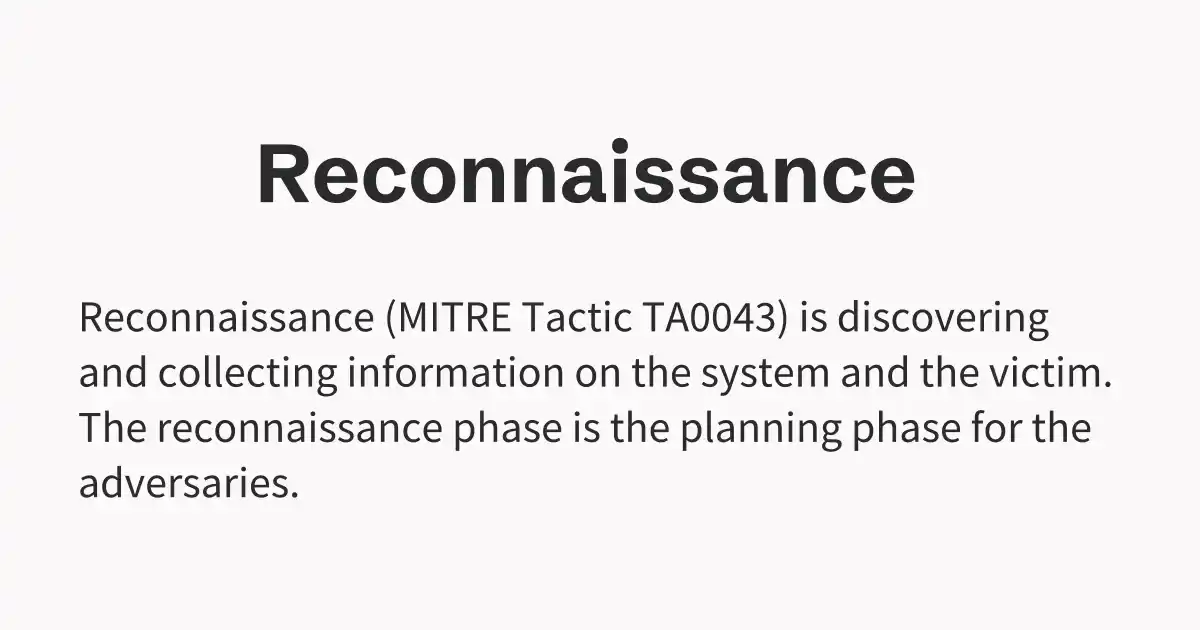 Reconnaissance
Reconnaissance (MITRE Tactic TA0043) is discovering
and collecting information on the system and the victim.
The reconnaissance phase is the planning phase for the
adversaries.